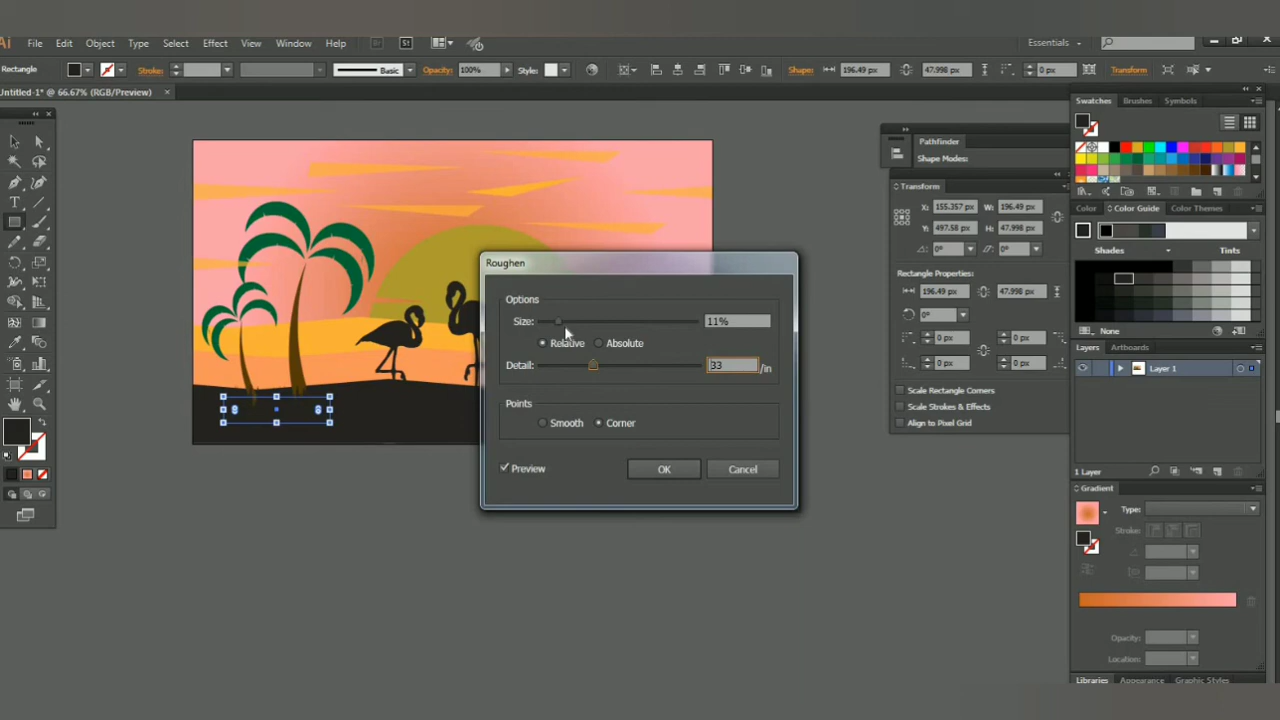 Ai File Edit Object Type Select Effect View Window Help Br St Essentials
Rectangle Stroke: Basic Opacity: 100% Style: Shape: 196.49 px 47.998 px 0 px Transform
Untitled-1* @ 66.67% (RGB/Preview) ×
Swatches Brushes Symbols
Pathfinder
Shape Modes:
Transform
X: 155.357 px W: 196.49 px
Y: 497.58 px H: 47.998 px
0° 0°
Rectangle Properties:
196.49 px 47.998 px
0°
0 px 0 px
0 px 0 px
Scale Rectangle Corners
Scale Strokes & Effects
Align to Pixel Grid
Color Color Guide Color Themes
Shades Tints
None
Layers Artboards
Layer 1
1 Layer
Gradient
Type:
Stroke:
Opacity:
Location:
Libraries Appearance Graphic Styles
Roughen
Options
Size: 11%
Relative Absolute
Detail: 33 /in
Points
Smooth Corner
Preview OK Cancel